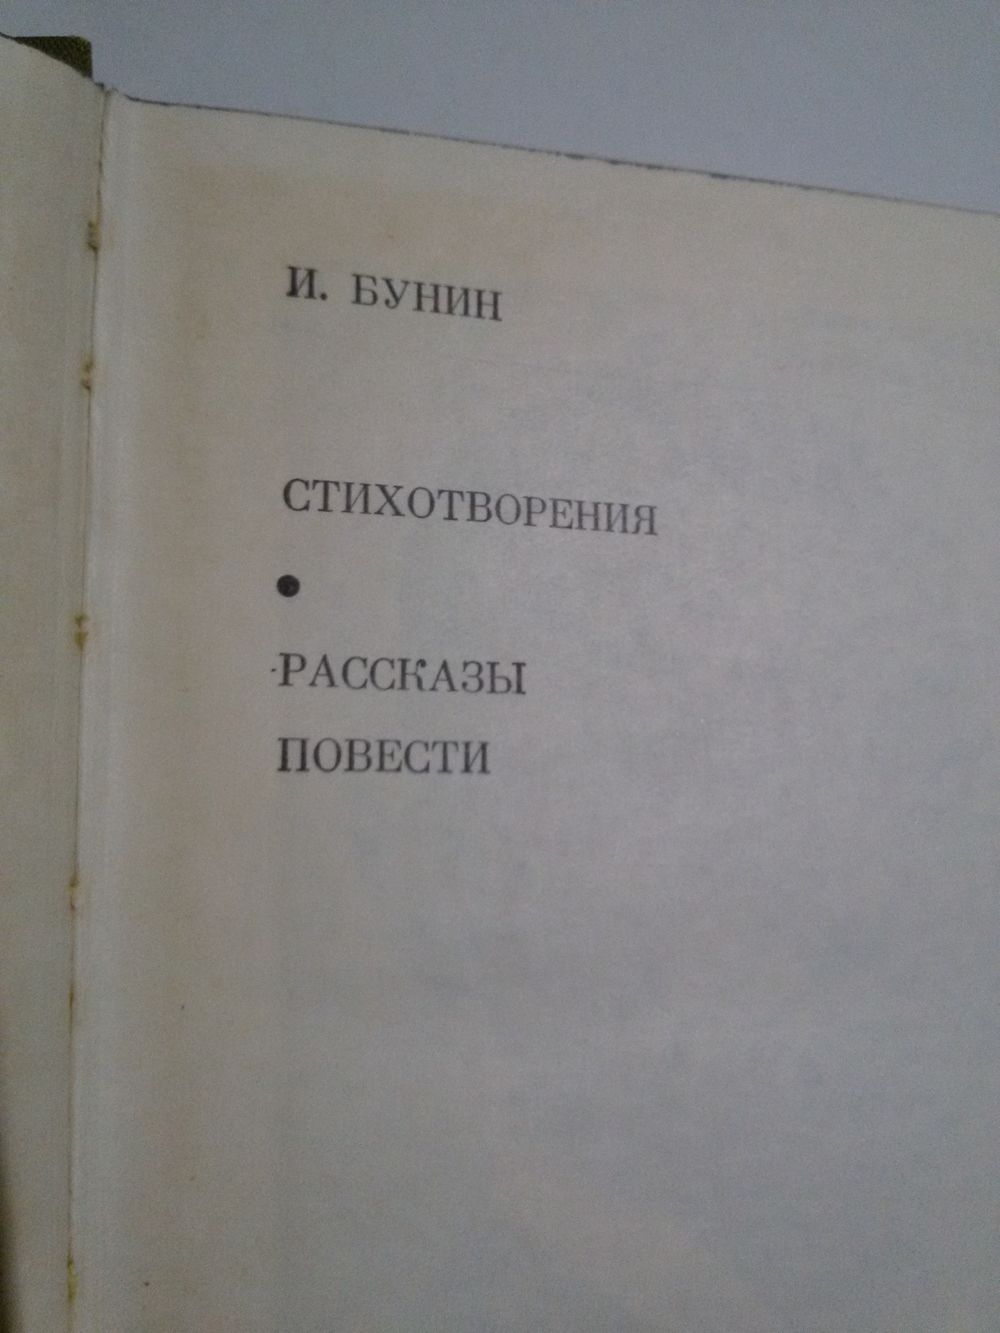 И. БУНИН
СТИХОТВОРЕНИЯ
•
РАССКАЗЫ
ПОВЕСТИ